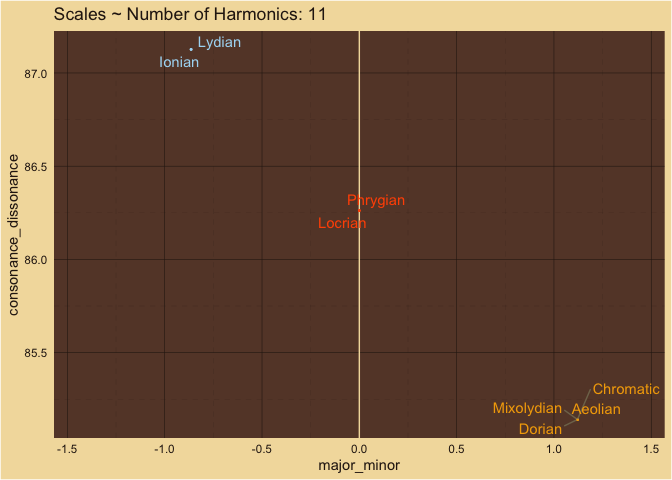 Scales ~ Number of Harmonics: 11
Lydian
Ionian
Phrygian
Locrian
Chromatic
Mixolydian Aeolian
Dorian
87.0
86.5
86.0
85.5
consonance_dissonance
-1.5 -1.0 -0.5 0.0 0.5 1.0 1.5
major_minor